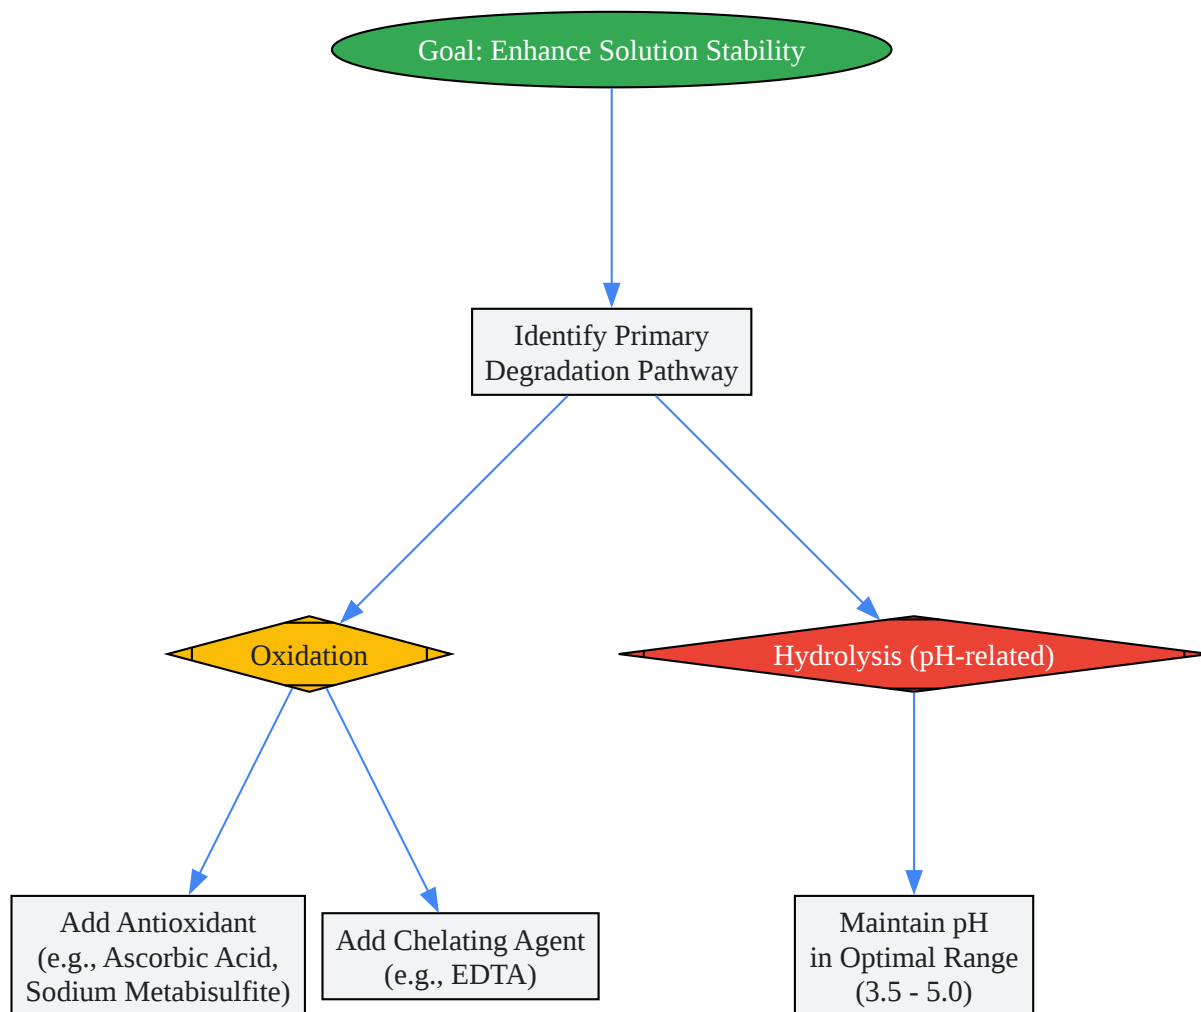 Goal: Enhance Solution Stability
Identify Primary
Degradation Pathway
Oxidation
Hydrolysis (pH-related)
Add Antioxidant
(e.g., Ascorbic Acid,
Sodium Metabisulfite)
Add Chelating Agent
(e.g., EDTA)
Maintain pH
in Optimal Range
(3.5 - 5.0)